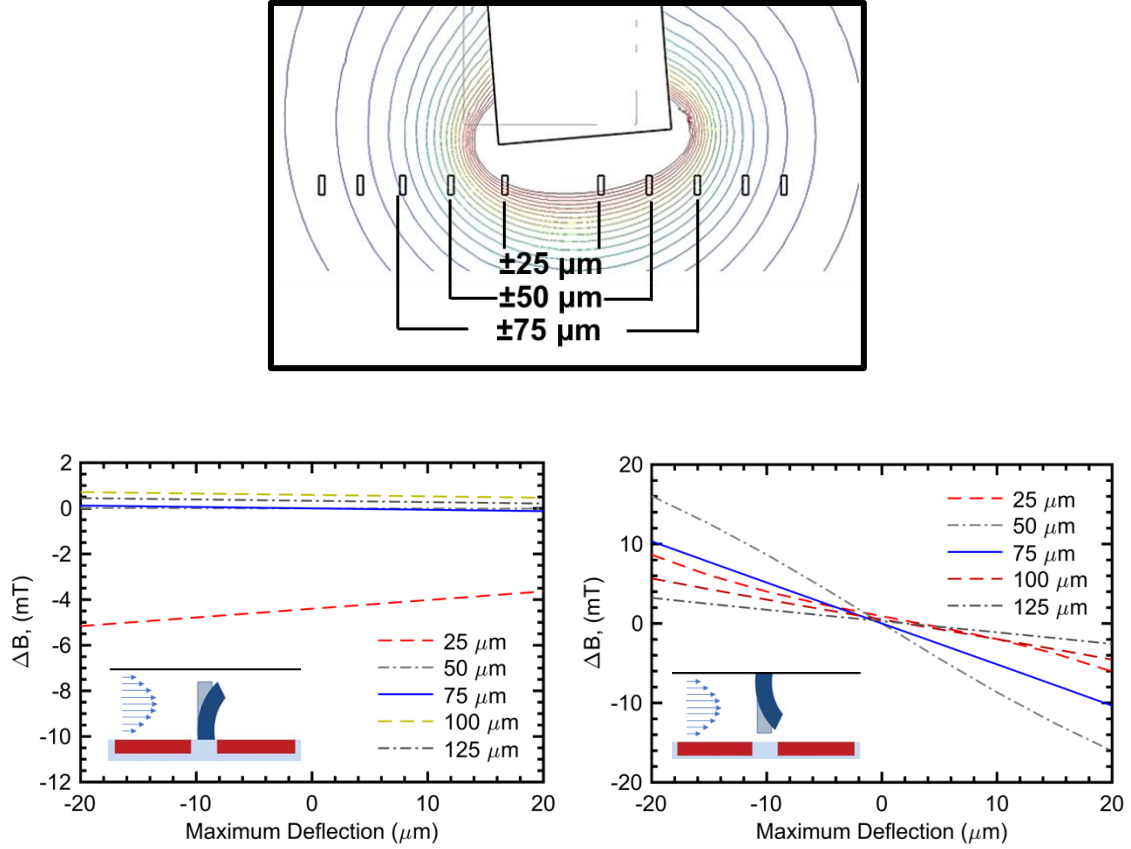 ±25 µm
±50 µm
±75 µm
2
0
-2
-4
-6
-8
-10
-12
-20
-10
0
10
20
ΔB, (mT)
Maximum Deflection (µm)
25 µm
50 µm
75 µm
100 µm
125 µm
20
10
0
-10
-20
-20
-10
0
10
20
ΔB, (mT)
Maximum Deflection (µm)
25 µm
50 µm
75 µm
100 µm
125 µm